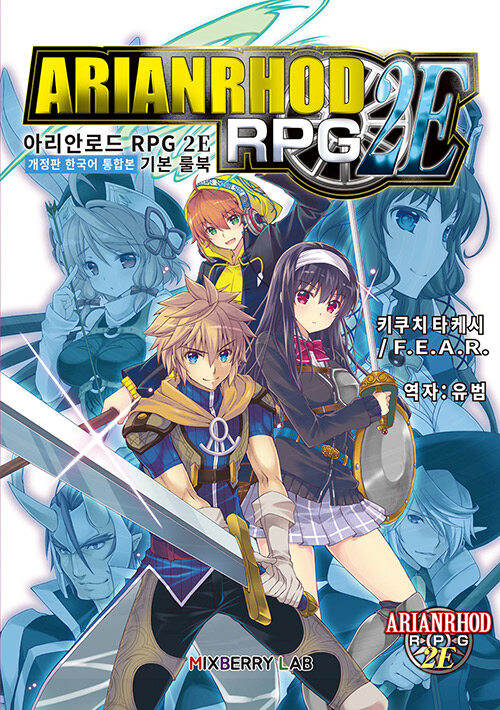 ARIANRHOD
RPG 2E
아리안로드 RPG 2E
개정판 한국어 통합본 기본 룰북
키쿠치 타케시
/ F.E.A.R.
역자: 유범
ARIANRHOD
R(P)G
2E
MIXBERRY LAB